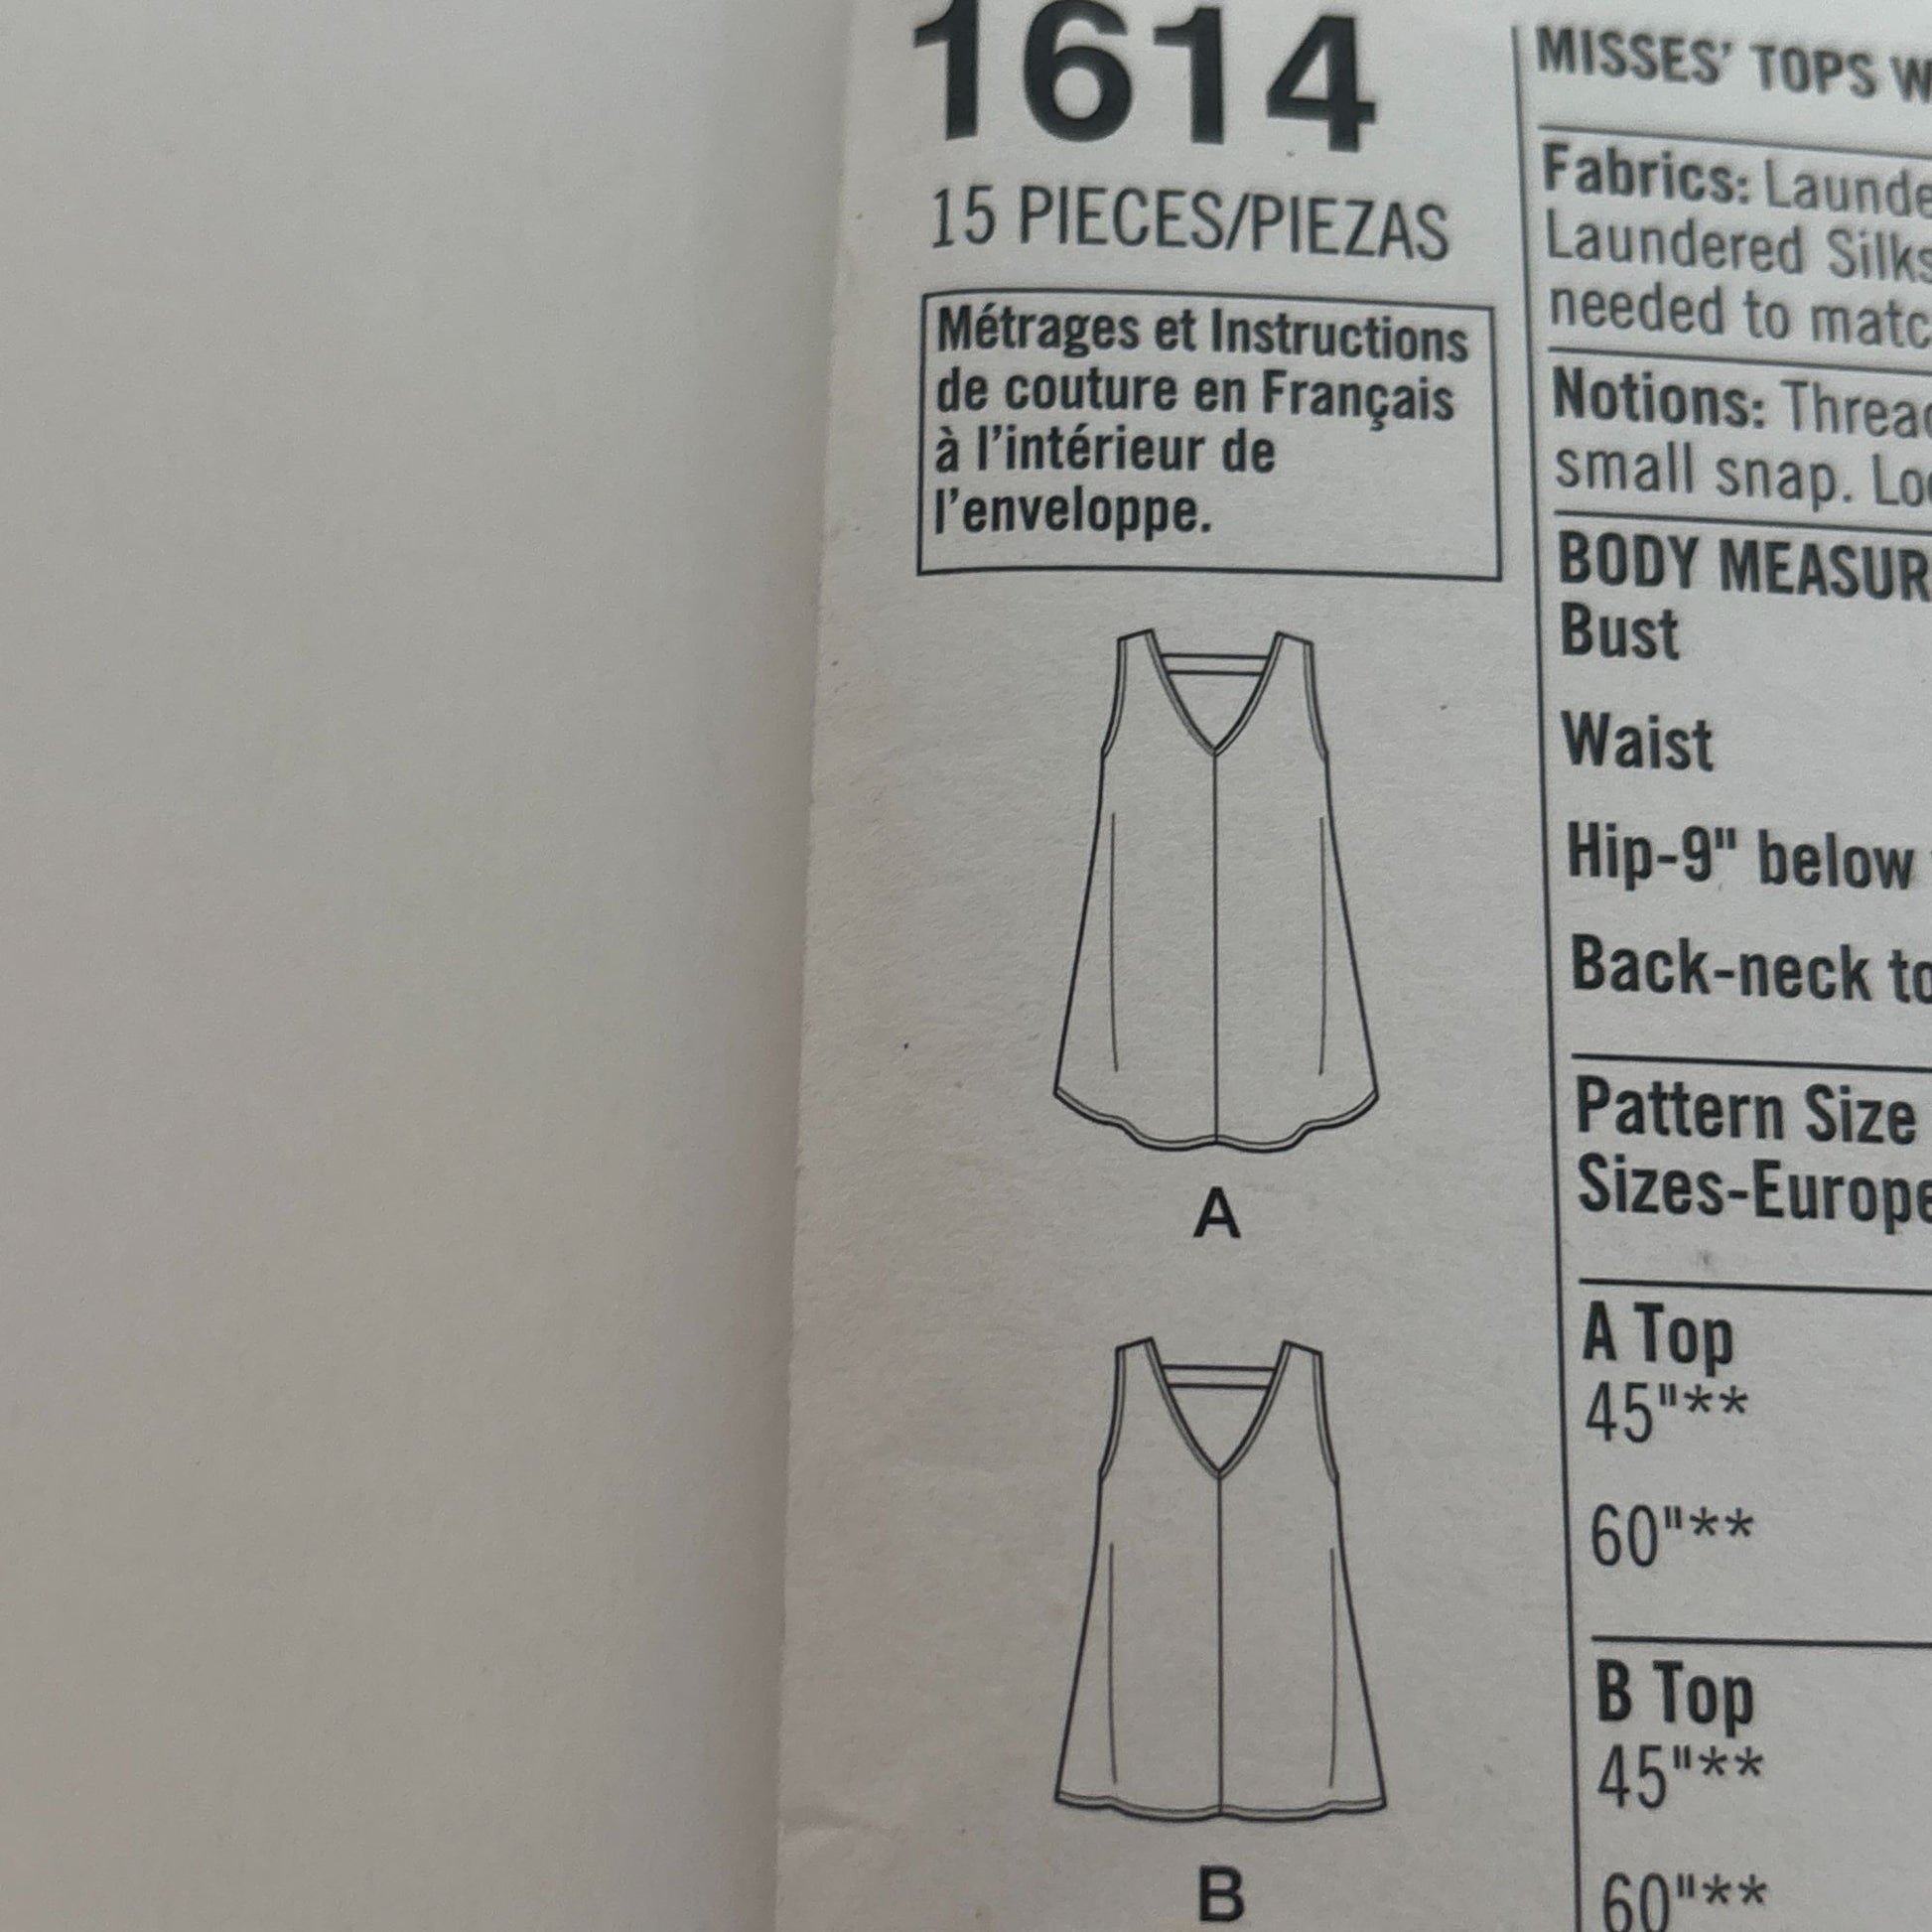 1614
15 PIECES/PIEZAS
Métrages et Instructions
de couture en Français
à l'intérieur de
l'enveloppe.
A
B
MISSES' TOPS
Fabrics:
Laundered Silks
needed to
Notions:
small snap.
BODY
Bust
Waist
Hip-9" below
Back-neck
Pattern Size
A Top
45"**
60"**
B Top
45"**
60"**